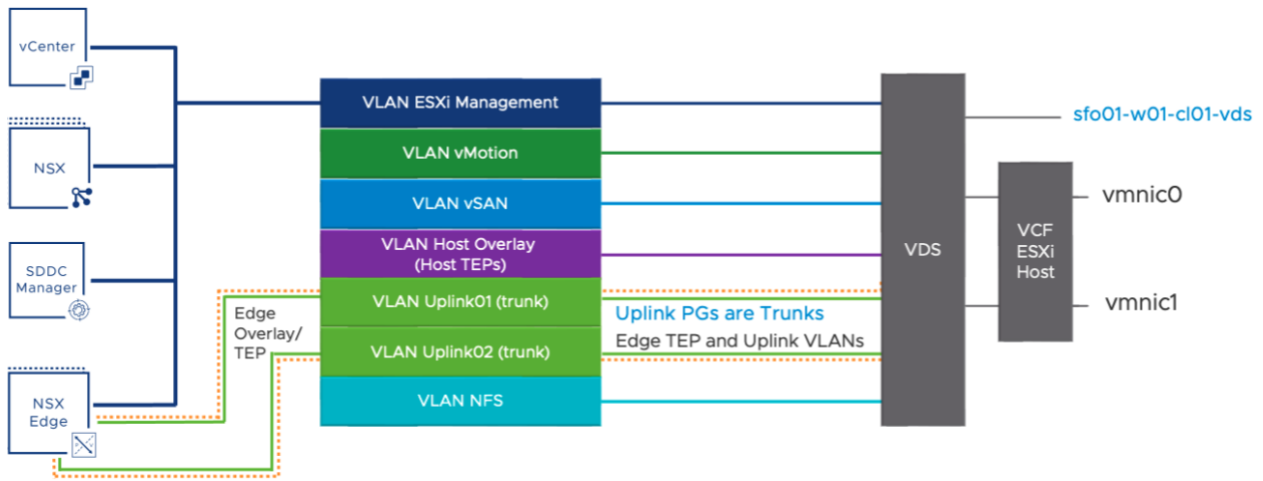 vCenter
NSX
SDDC
Manager
NSX
Edge
Edge
Overlay/
TEP
VLAN ESXi Management
VLAN vMotion
VLAN vSAN
VLAN Host Overlay
(Host TEPs)
VLAN Uplink01 (trunk)
VLAN Uplink02 (trunk)
VLAN NFS
Uplink PGs are Trunks
Edge TEP and Uplink VLANs
VDS
sfo01-w01-cl01-vds
VCF
ESXi
Host
vmnic0
vmnic1